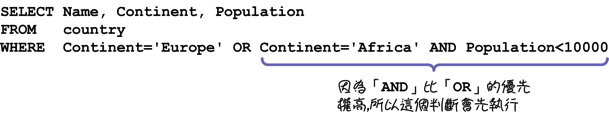 SELECT Name, Continent, Population
FROM country
WHERE Continent='Europe' OR Continent='Africa' AND Population<10000
因為「AND」比「OR」的優先
權高,所以這個判斷會先執行